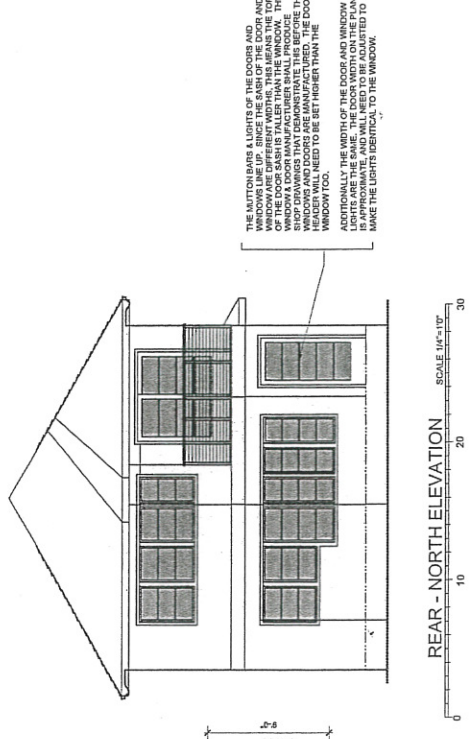 THE MUTTON BARS & LIGHTS OF THE DOORS AND
WINDOWS LINE UP. SINCE THE SASH OF THE DOOR AND
WINDOW ARE DIFFERENT WIDTHS, THIS MEANS THE TOP
OF THE DOOR SASH IS TALLER THAN THE WINDOW. THE
WINDOW & DOOR MANUFACTURER SHALL PRODUCE
SHOP DRAWINGS THAT DEMONSTRATE THIS BEFORE THE
WINDOWS AND DOORS ARE MANUFACTURED. THE DOOR
HEADER WILL NEED TO BE SET HIGHER THAN THE
WINDOW TOO.
ADDITIONALLY THE WIDTH OF THE DOOR AND WINDOW
LIGHTS ARE THE SAME. THE DOOR WIDTH ON THE PLAN
IS APPROXIMATE, AND WILL NEED TO BE ADJUSTED TO
MAKE THE LIGHTS IDENTICAL TO THE WINDOW.
9'-0"
REAR - NORTH ELEVATION
SCALE 1/4"=1'0"
0 10 20 30